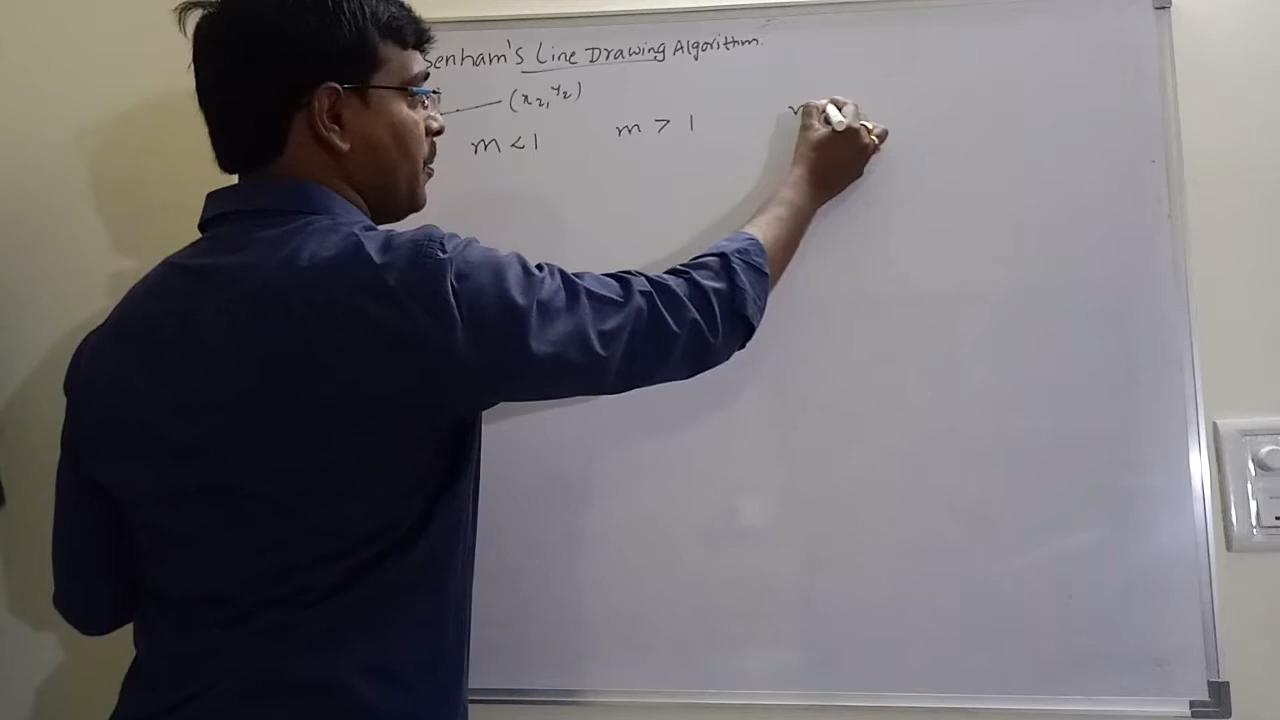 senham's Line Drawing Algorithm.
(x2, y2)
m < 1 m > 1